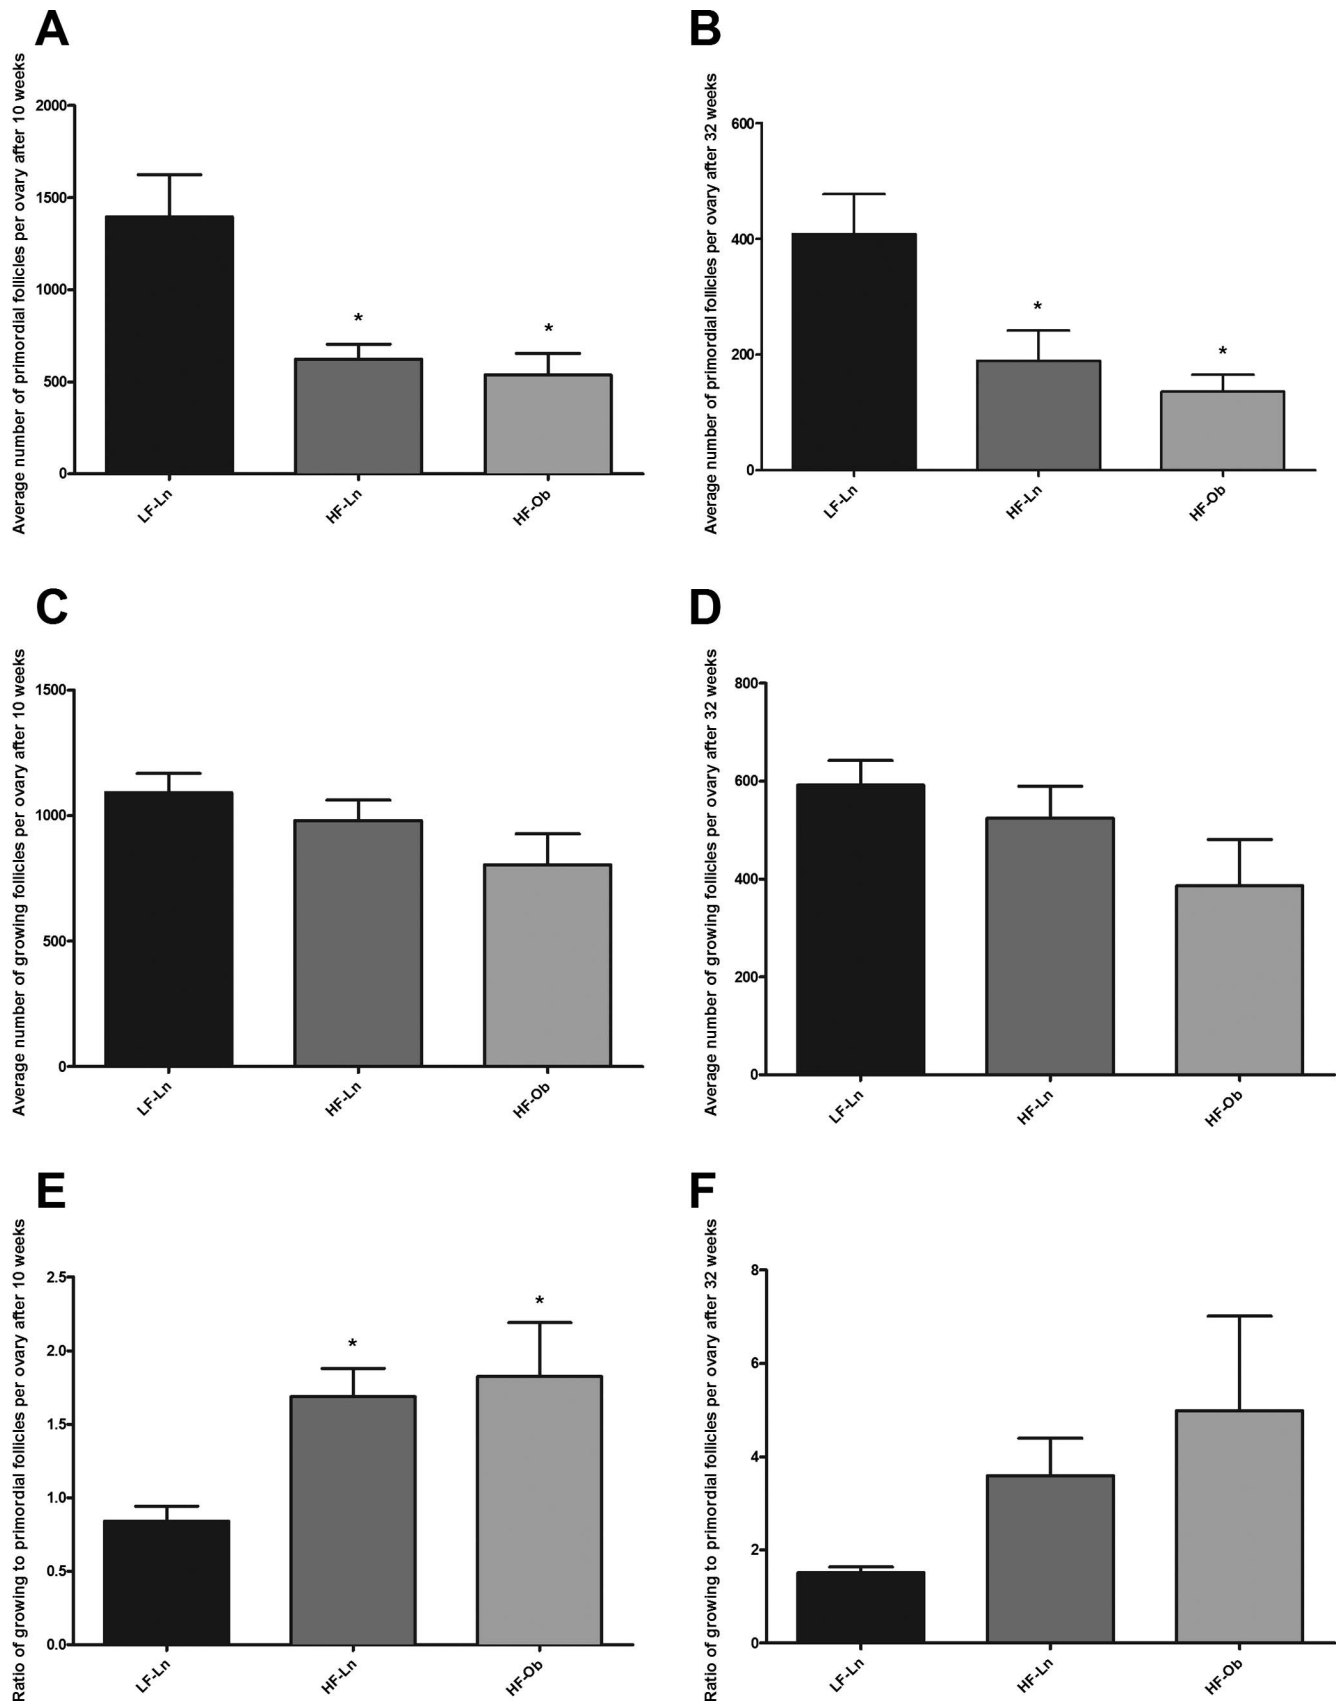 A
Average number of primordial follicles per ovary after 10 weeks
2000
1500
1000
500
0
*
*
LF-Ln
HF-Ln
HF-Ob
B
Average number of primordial follicles per ovary after 32 weeks
600
400
200
0
*
*
LF-Ln
HF-Ln
HF-Ob
C
Average number of growing follicles per ovary after 10 weeks
1500
1000
500
0
LF-Ln
HF-Ln
HF-Ob
D
Average number of growing follicles per ovary after 32 weeks
800
600
400
200
0
LF-Ln
HF-Ln
HF-Ob
E
Ratio of growing to primordial follicles per ovary after 10 weeks
2.5
2.0
1.5
1.0
0.5
0.0
*
*
LF-Ln
HF-Ln
HF-Ob
F
Ratio of growing to primordial follicles per ovary after 32 weeks
8
6
4
2
0
LF-Ln
HF-Ln
HF-Ob